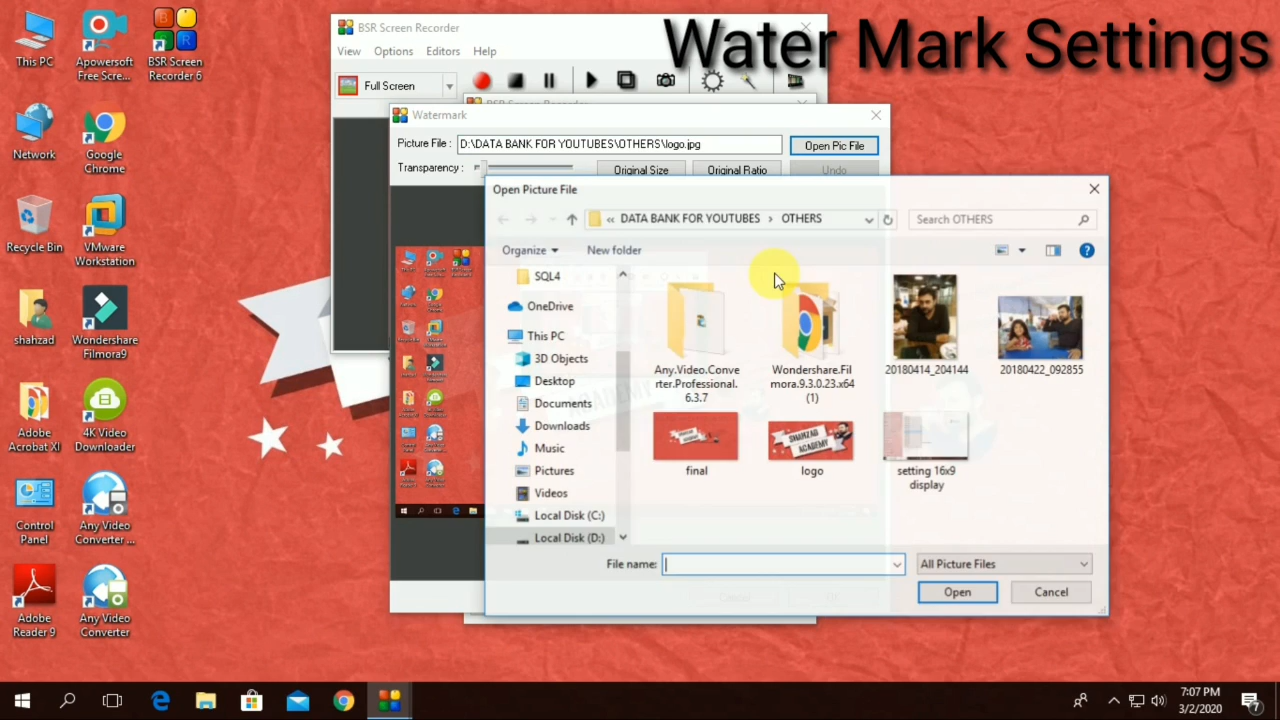 Water Mark Settings
BSR Screen Recorder
View Options Editors Help
Full Screen
BSR Screen Recorder
Watermark
Picture File :
D:\DATA BANK FOR YOUTUBES\OTHERS\logo.jpg
Open Pic File
Transparency :
Original Size
Original Ratio
Undo
Open Picture File
« DATA BANK FOR YOUTUBES › OTHERS
Search OTHERS
Organize
New folder
SQL4
OneDrive
This PC
3D Objects
Desktop
Documents
Downloads
Music
Pictures
Videos
Local Disk (C:)
Local Disk (D:)
Any.Video.Conve
rter.Professional.
6.3.7
Wondershare.Fil
mora.9.3.0.23.x64
(1)
20180414_204144
20180422_092855
final
SHAHZAD
ACADEMY
logo
setting 16x9
display
File name:
All Picture Files
Open
Cancel
This PC
Apowersoft
Free Scre...
BSR Screen
Recorder 6
Network
Google
Chrome
Recycle Bin
VMware
Workstation
shahzad
Wondershare
Filmora9
Adobe
Acrobat XI
4K Video
Downloader
Control
Panel
Any Video
Converter ...
Adobe
Reader 9
Any Video
Converter
7:07 PM
3/2/2020
7